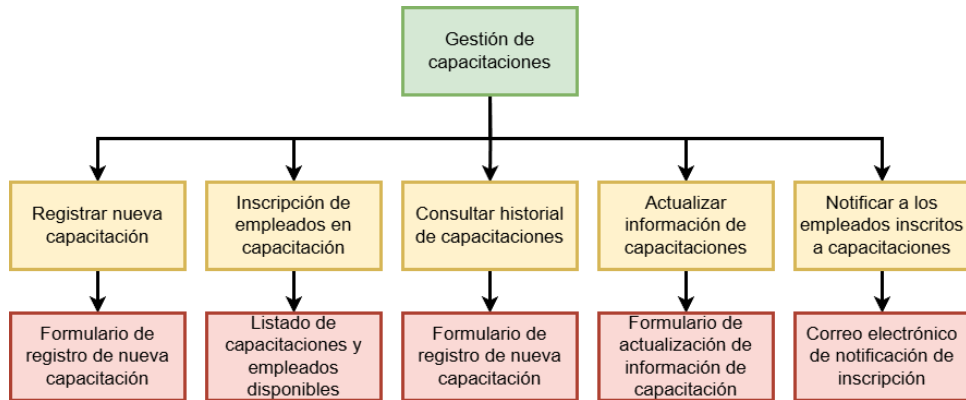 Gestión de
capacitaciones
Registrar nueva
capacitación
Inscripción de
empleados en
capacitación
Consultar historial
de capacitaciones
Actualizar
información de
capacitaciones
Notificar a los
empleados inscritos
a capacitaciones
Formulario de
registro de nueva
capacitación
Listado de
capacitaciones y
empleados
disponibles
Formulario de
registro de nueva
capacitación
Formulario de
actualización de
información de
capacitación
Correo electrónico
de notificación de
inscripción